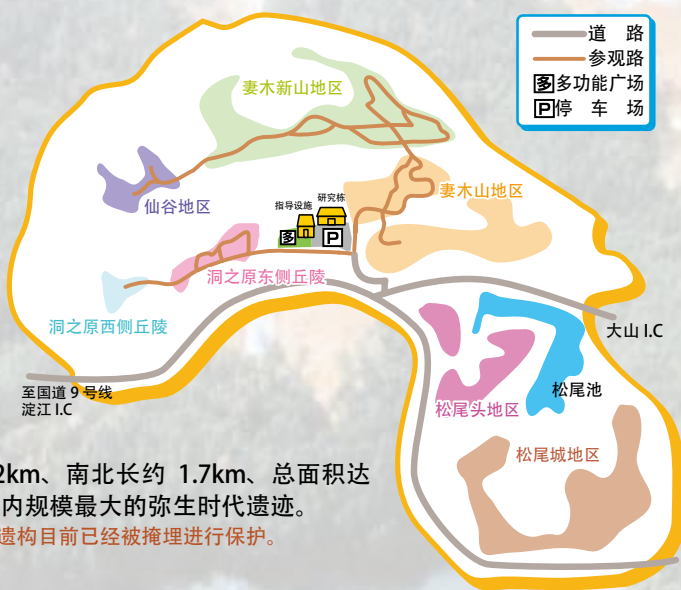 道 路
参观路
多 多功能广场
P 停 车 场
妻木新山地区
仙谷地区
指导设施
研究栋
多
P
妻木山地区
洞之原东侧丘陵
洞之原西侧丘陵
大山 I.C
至国道 9 号线
淀江 I.C
松尾头地区
松尾池
松尾城地区
2km、南北长约 1.7km、总面积达
内规模最大的弥生时代遗迹。
遗构目前已经被掩埋进行保护。